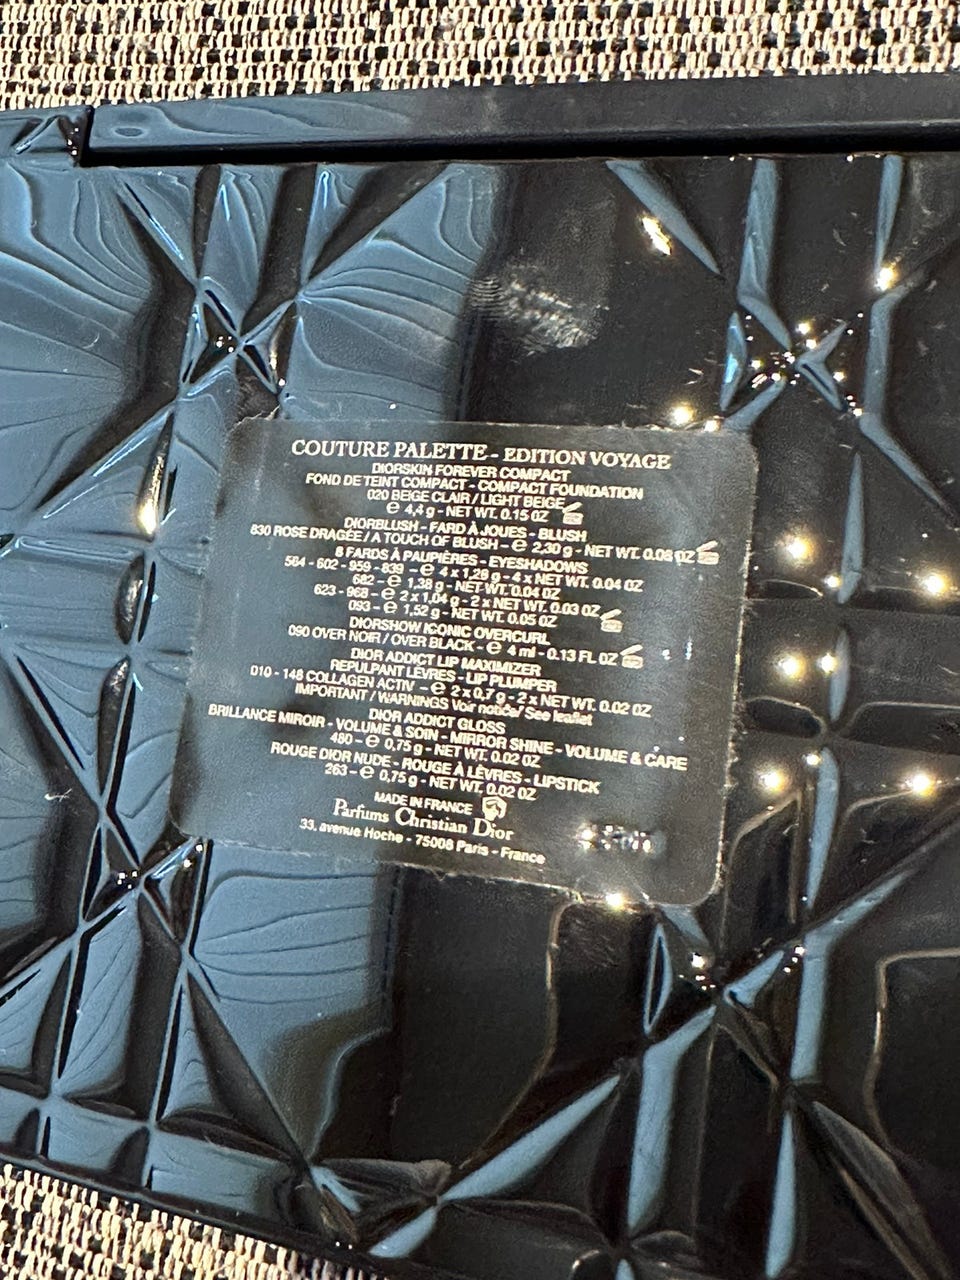 COUTURE PALETTE - EDITION VOYAGE
DIORSKIN FOREVER COMPACT
FOND DE TEINT COMPACT - COMPACT FOUNDATION
020 BEIGE CLAIR / LIGHT BEIGE
℮ 4,4 g - NET WT. 0.15 OZ
DIORBLUSH - FARD À JOUES - BLUSH
830 ROSE DRAGÉE / A TOUCH OF BLUSH - ℮ 2,30 g - NET WT. 0.08 OZ
8 FARDS À PAUPIÈRES - EYESHADOWS
564 - 602 - 959 - 839 - ℮ 4 x 1,29 g - 4 x NET WT. 0.04 OZ
682 - ℮ 1,38 g - NET WT. 0.04 OZ
623 - 968 - ℮ 2 x 1,04 g - 2 x NET WT. 0.03 OZ
093 - ℮ 1,52 g - NET WT. 0.05 OZ
DIORSHOW ICONIC OVERCURL
090 OVER NOIR / OVER BLACK - ℮ 4 ml - 0.13 FL OZ
DIOR ADDICT LIP MAXIMIZER
REPULPANT LÈVRES - LIP PLUMPER
010 - 148 COLLAGEN ACTIV - ℮ 2 x 0,7 g - 2 x NET WT. 0.02 OZ
IMPORTANT / WARNINGS Voir notice/ See leaflet
DIOR ADDICT GLOSS
BRILLANCE MIROIR - VOLUME & SOIN - MIRROR SHINE - VOLUME & CARE
480 - ℮ 0,75 g - NET WT. 0.02 OZ
ROUGE DIOR NUDE - ROUGE À LÈVRES - LIPSTICK
263 - ℮ 0,75 g - NET WT. 0.02 OZ
MADE IN FRANCE
Parfums Christian Dior
33, avenue Hoche - 75008 Paris - France